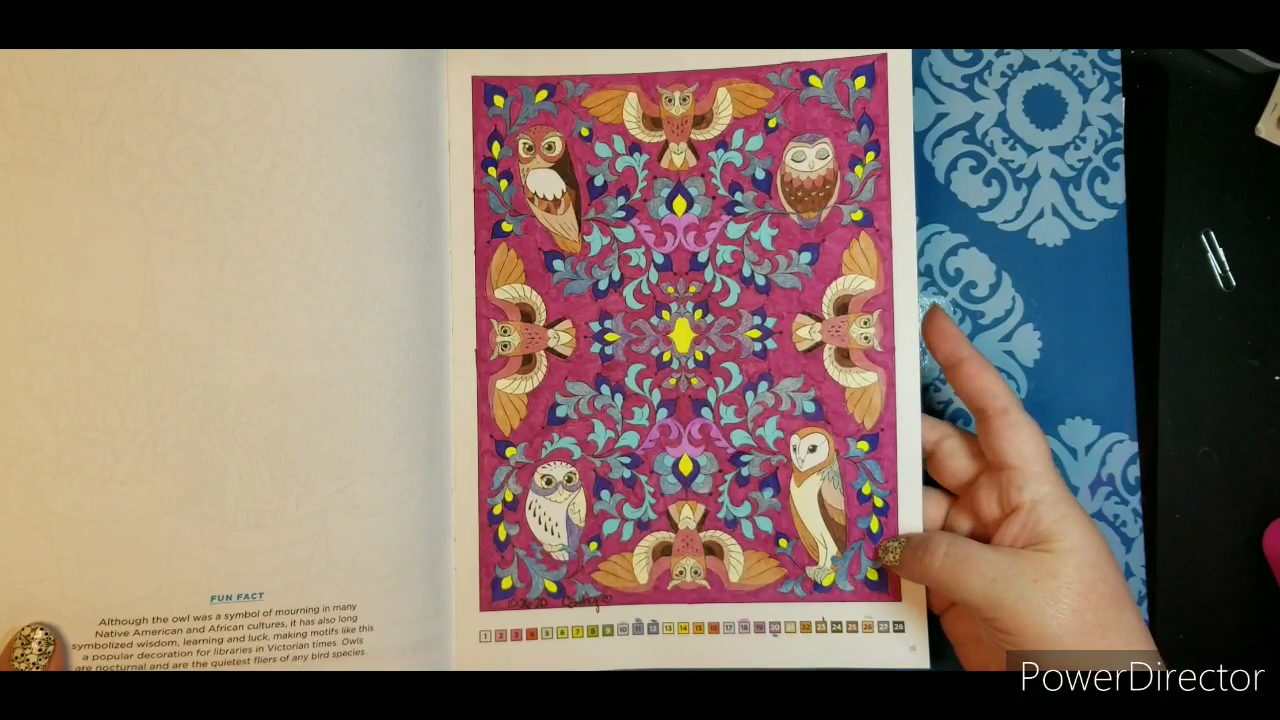 FUN FACT
Although the owl was a symbol of mourning in many
Native American and African cultures, it has also long
symbolized wisdom, learning and luck, making motifs like this
a popular decoration for libraries in Victorian times. Owls
are nocturnal and are the quietest fliers of any bird species.
1 2 3 4 5 6 7 8 9 10 11 12 13 14 15 16 17 18 19 20 21 22 23 24 25 26 27 28
PowerDirector